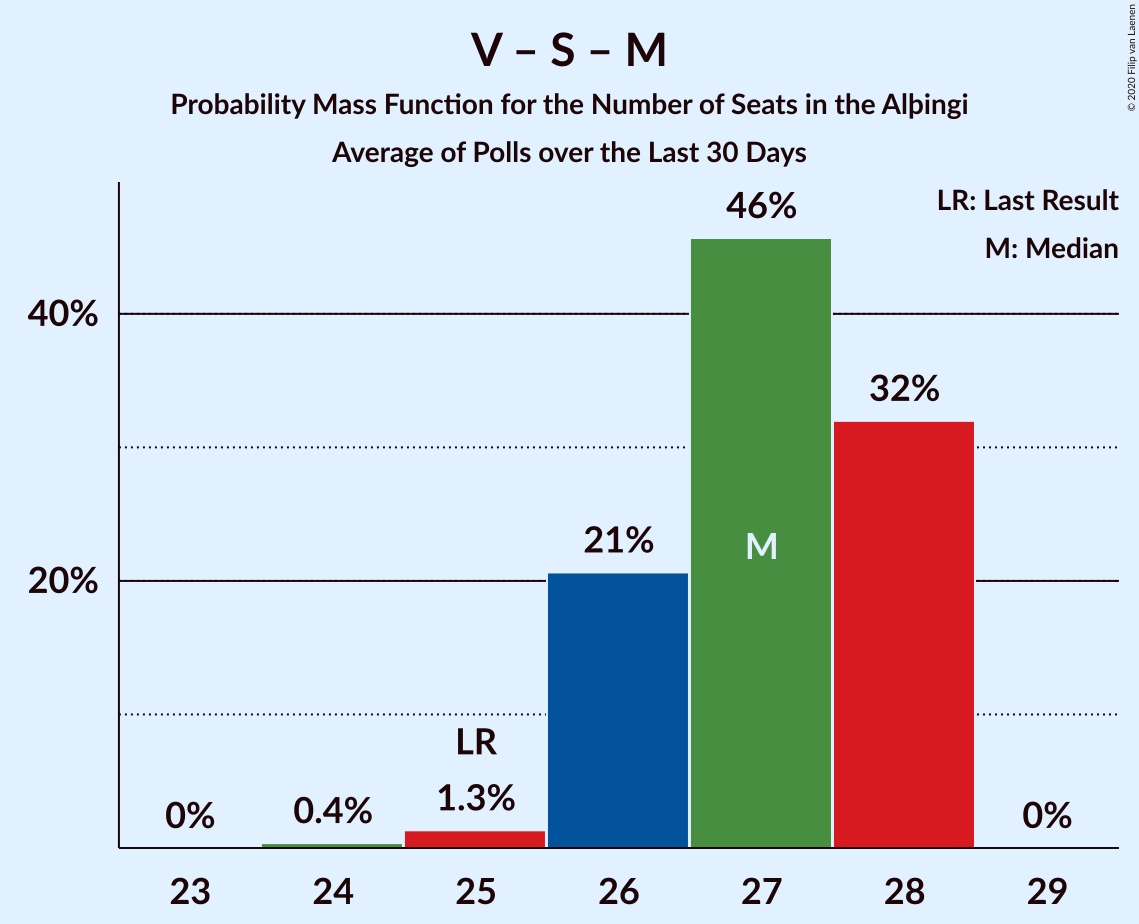 V – S – M
Probability Mass Function for the Number of Seats in the Alþingi
Average of Polls over the Last 30 Days
© 2020 Filip van Laenen
LR: Last Result
M: Median
46%
40%
32%
21%
M
20%
LR
1.3%
0%
0.4%
0%
23 24 25 26 27 28 29